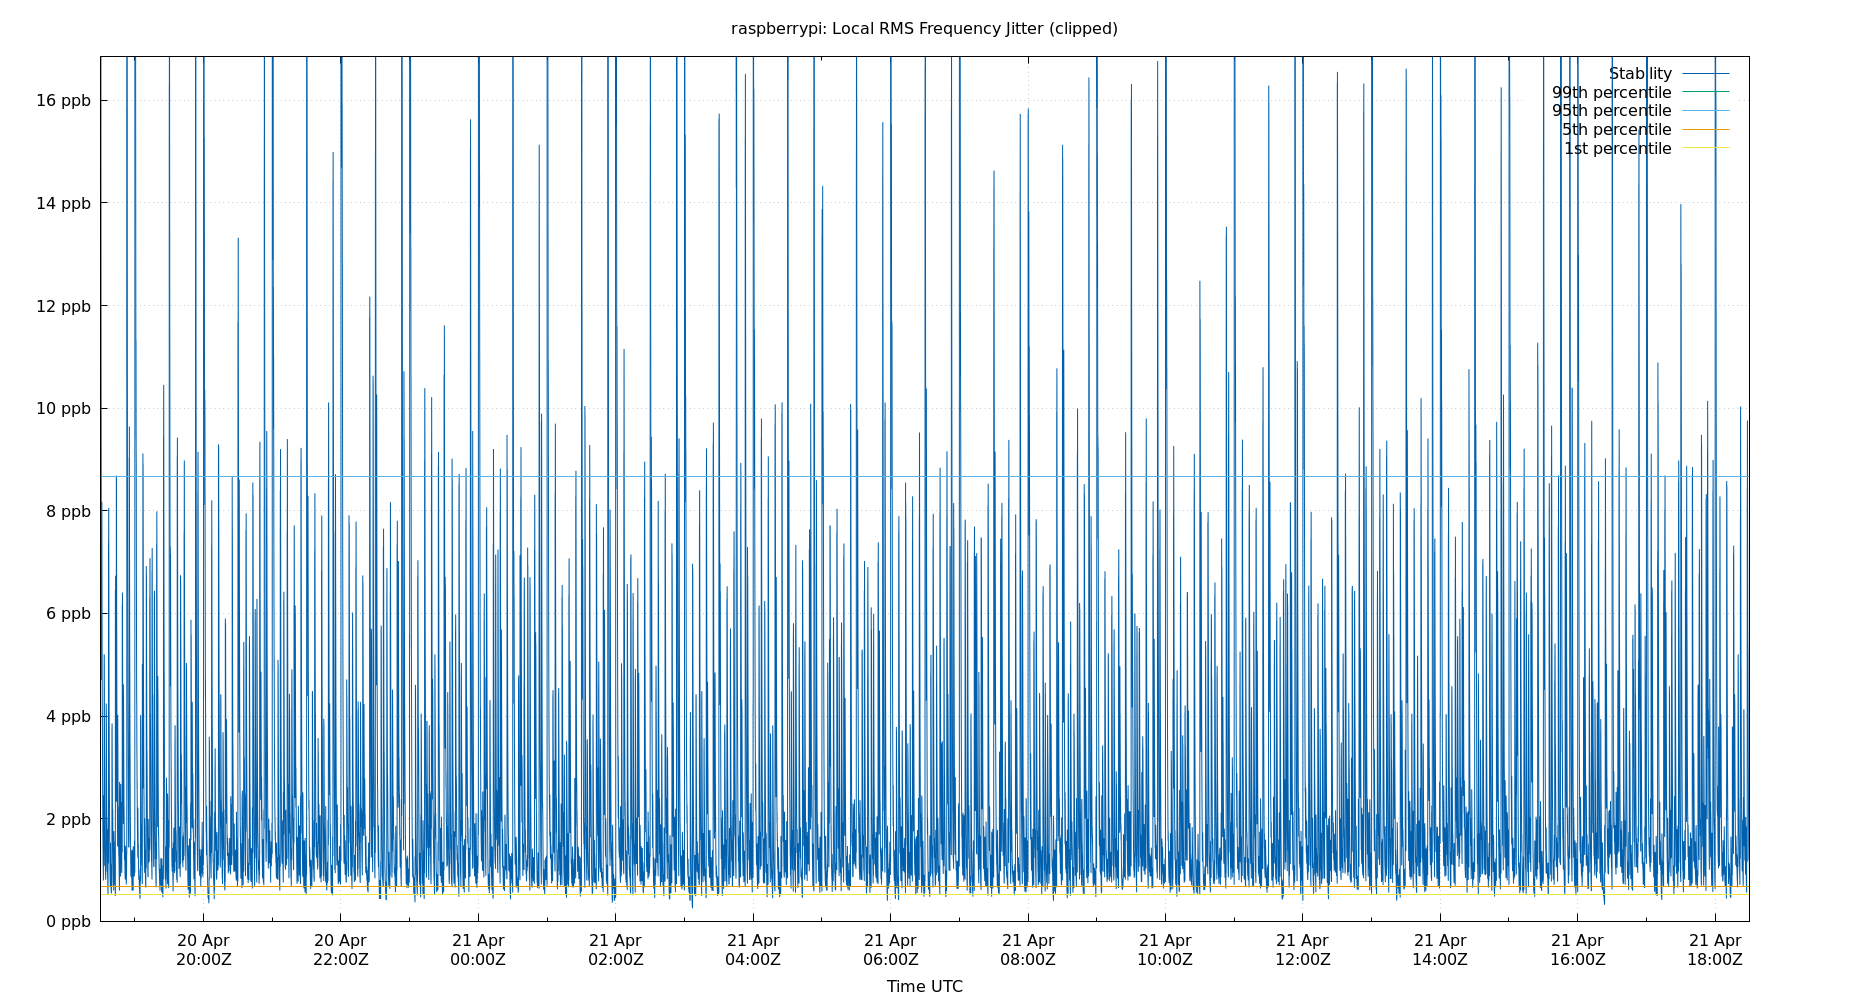 raspberrypi: Local RMS Frequency Jitter (clipped)
Stability
99th percentile
95th percentile
5th percentile
1st percentile
16 ppb
14 ppb
12 ppb
10 ppb
8 ppb
6 ppb
4 ppb
2 ppb
0 ppb
20 Apr
20:00Z
20 Apr
22:00Z
21 Apr
00:00Z
21 Apr
02:00Z
21 Apr
04:00Z
21 Apr
06:00Z
21 Apr
08:00Z
21 Apr
10:00Z
21 Apr
12:00Z
21 Apr
14:00Z
21 Apr
16:00Z
21 Apr
18:00Z
Time UTC